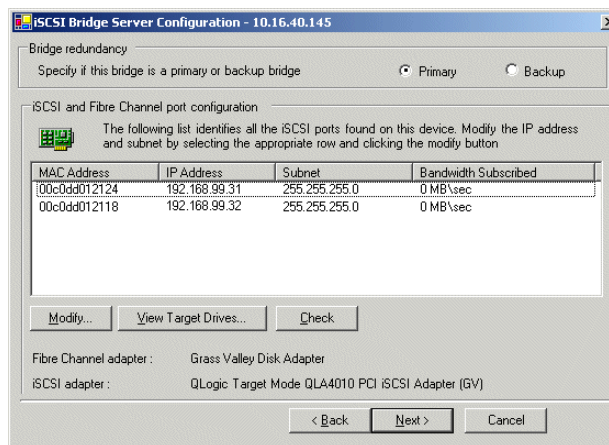 iSCSI Bridge Server Configuration - 10.16.40.145
Bridge redundancy
Specify if this bridge is a primary or backup bridge Primary Backup
iSCSI and Fibre Channel port configuration
The following list identifies all the iSCSI ports found on this device. Modify the IP address
and subnet by selecting the appropriate row and clicking the modify button
MAC Address IP Address Subnet Bandwidth Subscribed
00c0dd012124 192.168.99.31 255.255.255.0 0 MB\sec
00c0dd012118 192.168.99.32 255.255.255.0 0 MB\sec
Modify... View Target Drives... Check
Fibre Channel adapter : Grass Valley Disk Adapter
iSCSI adapter : QLogic Target Mode QLA4010 PCI iSCSI Adapter (GV)
< Back Next > Cancel